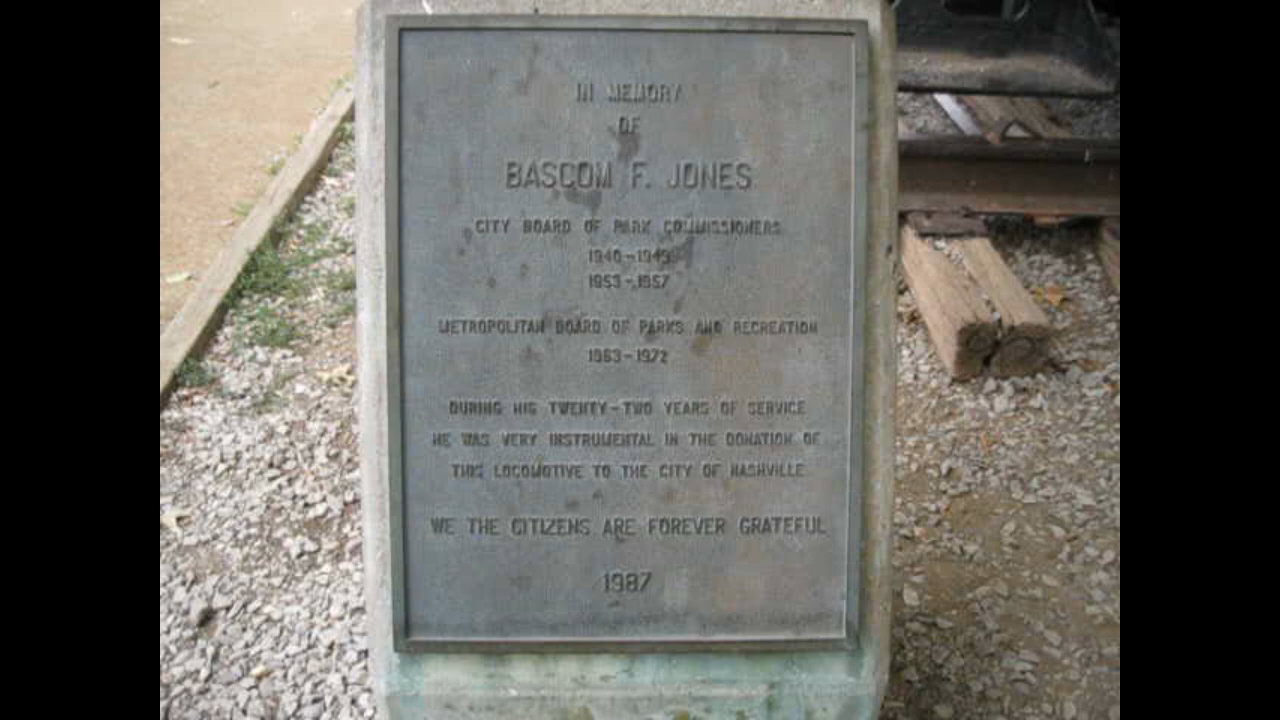 IN MEMORY
OF
BASCOM F. JONES
CITY BOARD OF PARK COMMISSIONERS
1940-1949
1953-1957
METROPOLITAN BOARD OF PARKS AND RECREATION
1963-1972
DURING HIS TWENTY-TWO YEARS OF SERVICE
HE WAS VERY INSTRUMENTAL IN THE DONATION OF
THIS LOCOMOTIVE TO THE CITY OF NASHVILLE
WE THE CITIZENS ARE FOREVER GRATEFUL
1987